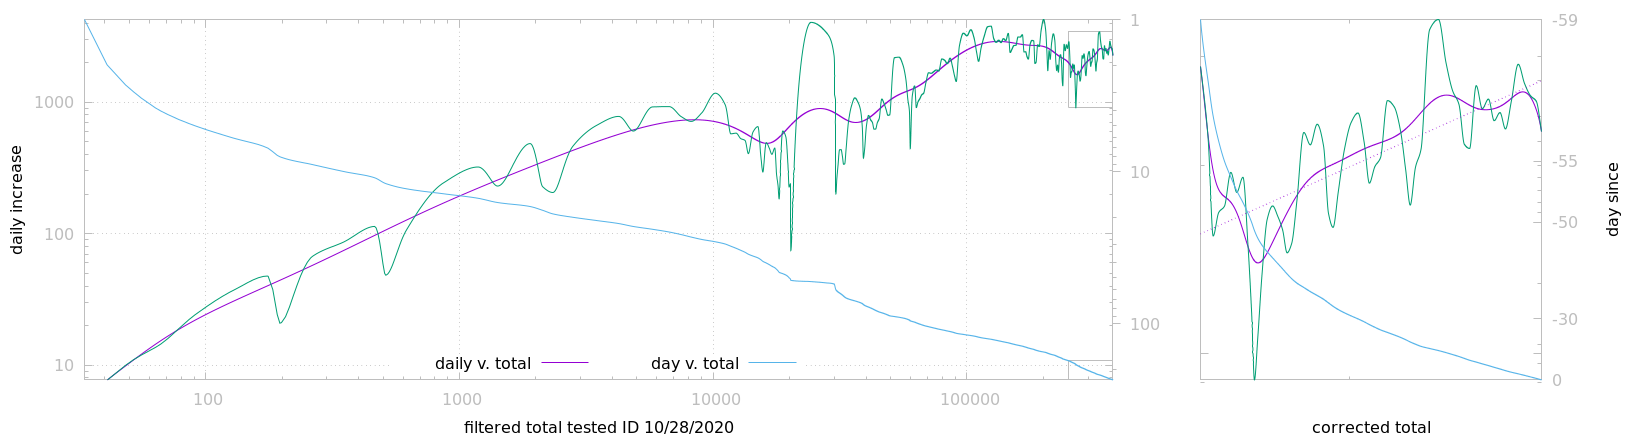 daily increase
1000
100
10
daily v. total
day v. total
100
1000
10000
100000
filtered total tested ID 10/28/2020
1
10
100
corrected total
-59
-55
-50
-30
0
day since